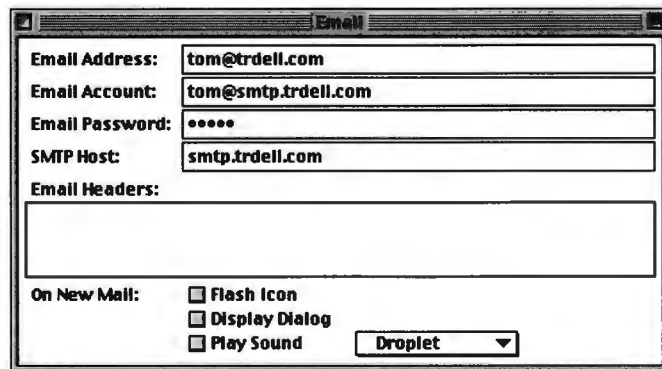 Email
Email Address: tom@trdell.com
Email Account: tom@smtp.trdell.com
Email Password: •••••
SMTP Host: smtp.trdell.com
Email Headers:
On New Mail: Flash Icon
Display Dialog
Play Sound Droplet